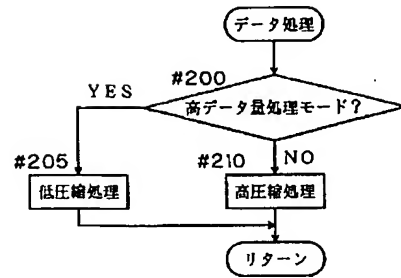 データ処理
#200
YES
高データ量処理モード?
#205
#210
NO
低圧縮処理
高圧縮処理
リターン